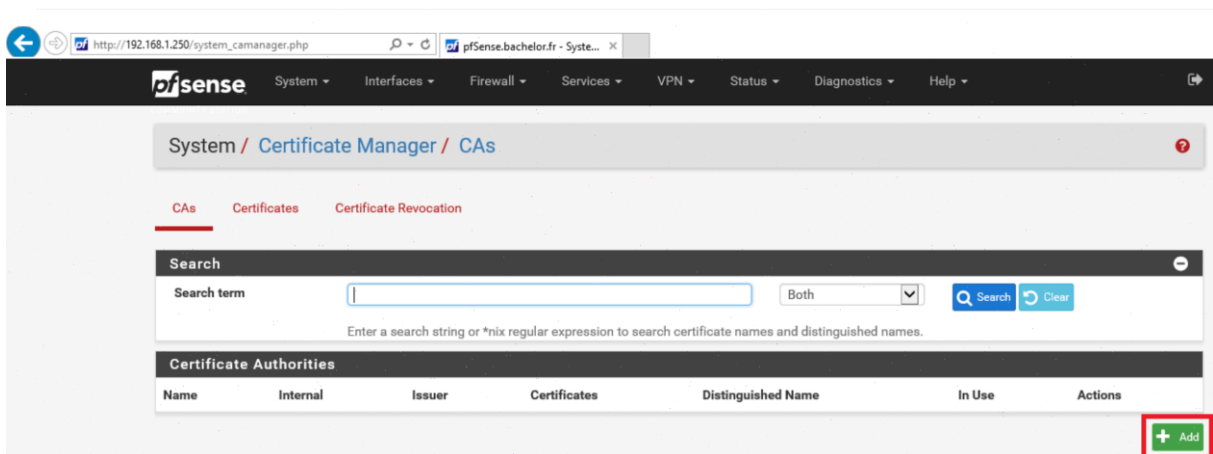 http://192.168.1.250/system_camanager.php pfSense.bachelor.fr - Syste...
pfsense System Interfaces Firewall Services VPN Status Diagnostics Help
System / Certificate Manager / CAs
CAs Certificates Certificate Revocation
Search
Search term Both Search Clear
Enter a search string or *nix regular expression to search certificate names and distinguished names.
Certificate Authorities
Name Internal Issuer Certificates Distinguished Name In Use Actions
+ Add